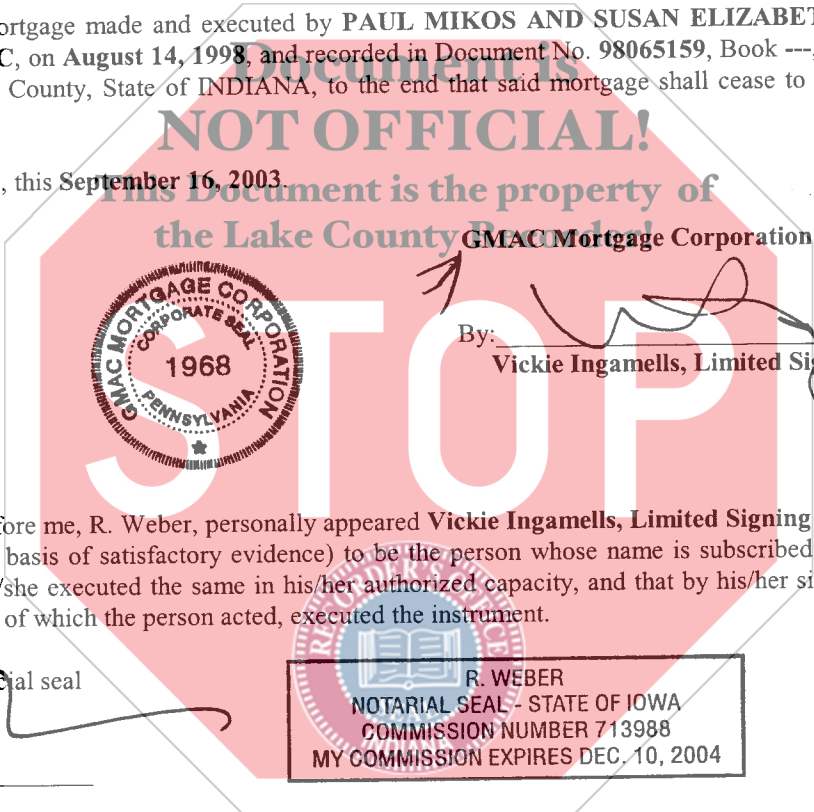 ortgage made and executed by PAUL MIKOS AND SUSAN ELIZABET
C, on August 14, 1998, and recorded in Document No. 98065159, Book ---,
County, State of INDIANA, to the end that said mortgage shall cease to
Document is
NOT OFFICIAL!
, this September 16, 2003.
This Document is the property of
the Lake County Recorder!
GMAC Mortgage Corporation
GMAC MORTGAGE CORPORATION
CORPORATE SEAL
1968
PENNSYLVANIA
STOP
By:
Vickie Ingamells, Limited Sig
fore me, R. Weber, personally appeared Vickie Ingamells, Limited Signing
basis of satisfactory evidence) to be the person whose name is subscribed
/she executed the same in his/her authorized capacity, and that by his/her si
of which the person acted, executed the instrument.
RECORDER'S OFFICE
SEAL
INDIANA
cial seal
R. WEBER
NOTARIAL SEAL - STATE OF IOWA
COMMISSION NUMBER 713988
MY COMMISSION EXPIRES DEC. 10, 2004